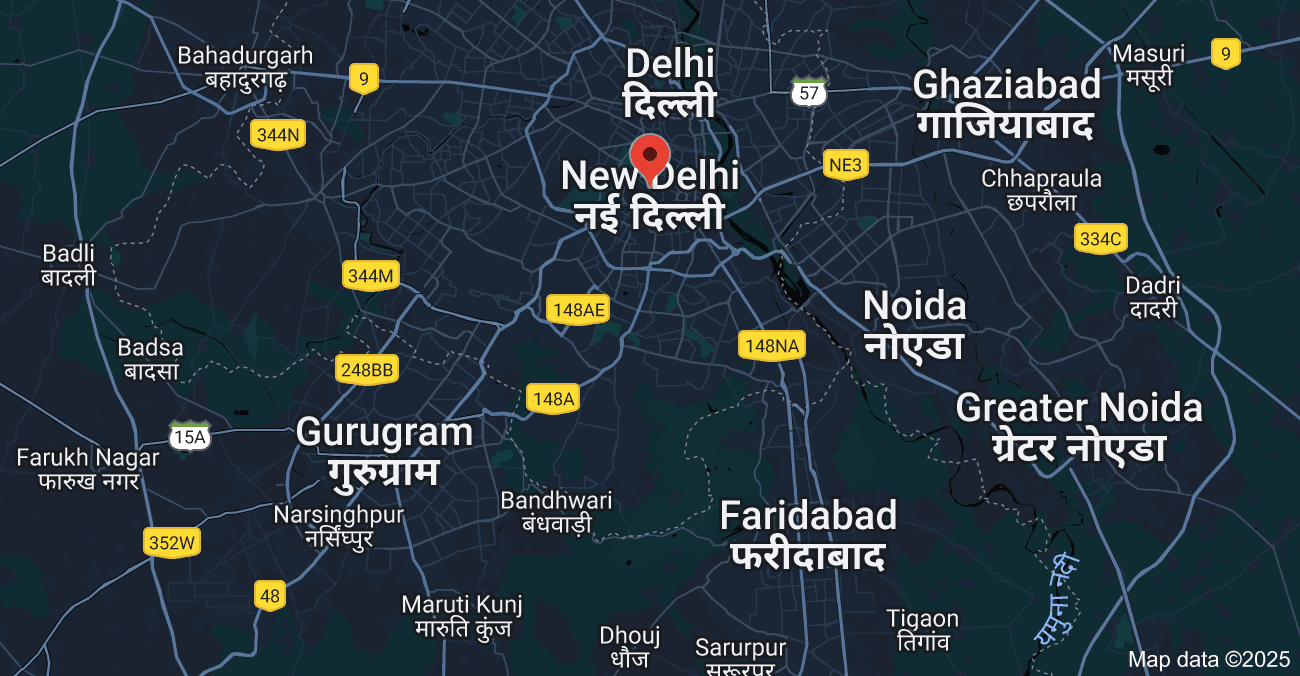 Delhi
दिल्ली
Bahadurgarh
बहादुरगढ़
9
57
Ghaziabad
गाजियाबाद
Masuri
मसूरी
9
344N
NE3
New Delhi
नई दिल्ली
Chhapraula
छपरौला
334C
Badli
बादली
344M
148AE
Noida
नोएडा
Dadri
दादरी
Badsa
बादसा
248BB
148NA
148A
Greater Noida
ग्रेटर नोएडा
15A
Gurugram
गुरुग्राम
Farukh Nagar
फारुख नगर
Narsinghpur
नर्सिंघ्पुर
Bandhwari
बंधवाड़ी
Faridabad
फरीदाबाद
352W
48
Maruti Kunj
मारुति कुंज
Dhouj
धौज
Sarurpur
सरूरपुर
Tigaon
तिगांव
यमुना नदी
Map data ©2025